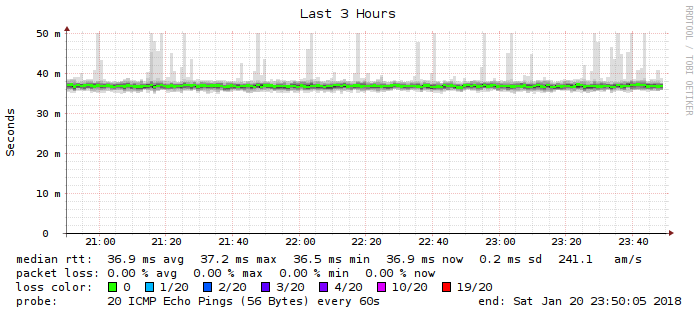 Last 3 Hours
RRDTOOL / TOBI OETIKER
Seconds
50 m
40 m
30 m
20 m
10 m
0
21:00 21:20 21:40 22:00 22:20 22:40 23:00 23:20 23:40
median rtt: 36.9 ms avg 37.2 ms max 36.5 ms min 36.9 ms now 0.2 ms sd 241.1 am/s
packet loss: 0.00 % avg 0.00 % max 0.00 % min 0.00 % now
loss color: 0 1/20 2/20 3/20 4/20 10/20 19/20
probe: 20 ICMP Echo Pings (56 Bytes) every 60s end: Sat Jan 20 23:50:05 2018